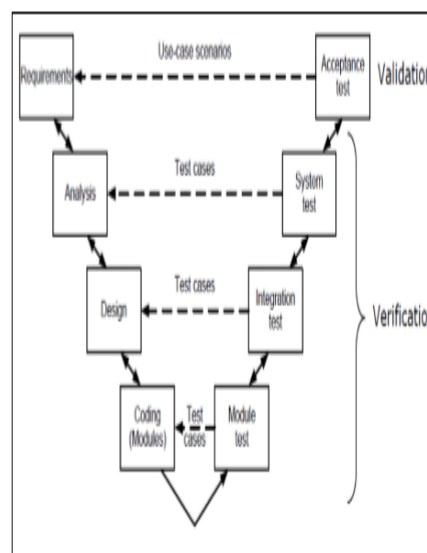 Use-case scenarios
Requirements
Acceptance
test
Validation
Test cases
Analysis
System
test
Test cases
Design
Integration
test
Verificatio
Coding
(Modules)
Test
cases
Module
test